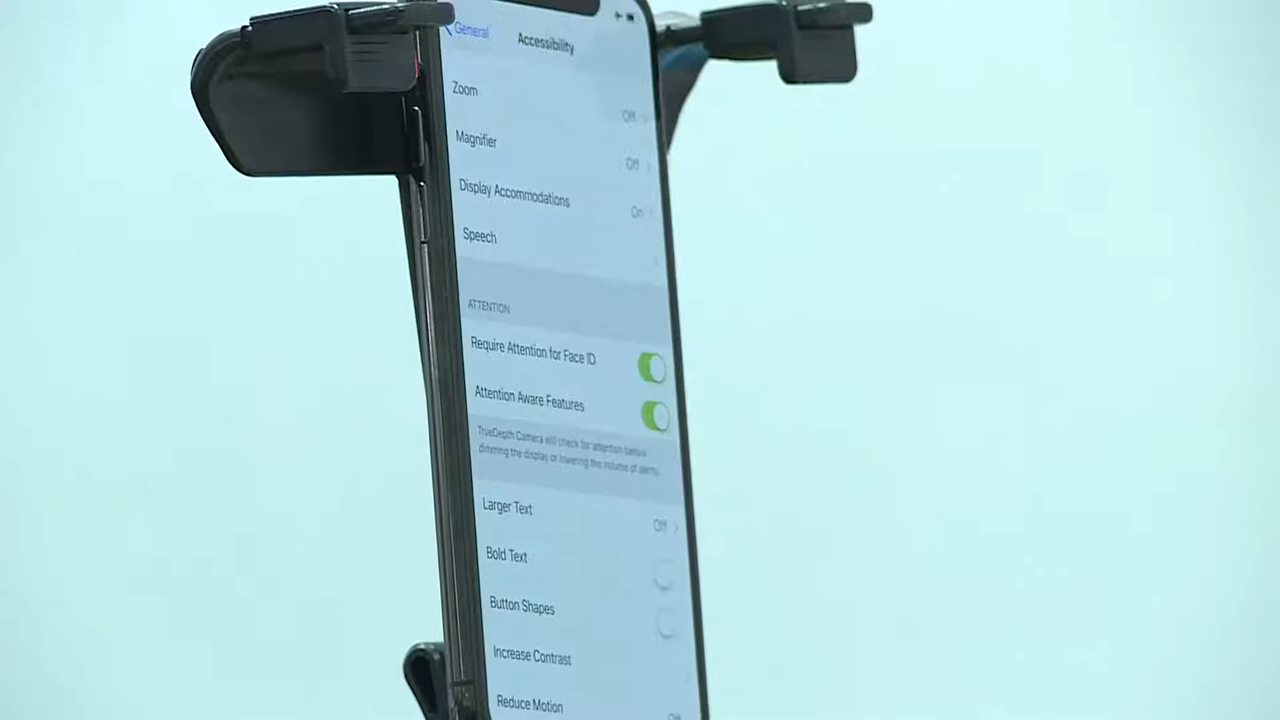 General
Accessibility
Zoom
Off
Magnifier
Off
Display Accommodations
On
Speech
ATTENTION
Require Attention for Face ID
Attention Aware Features
TrueDepth Camera will check for attention before
dimming the display or lowering the volume of alerts.
Larger Text
Off
Bold Text
Button Shapes
Increase Contrast
Reduce Motion
Off